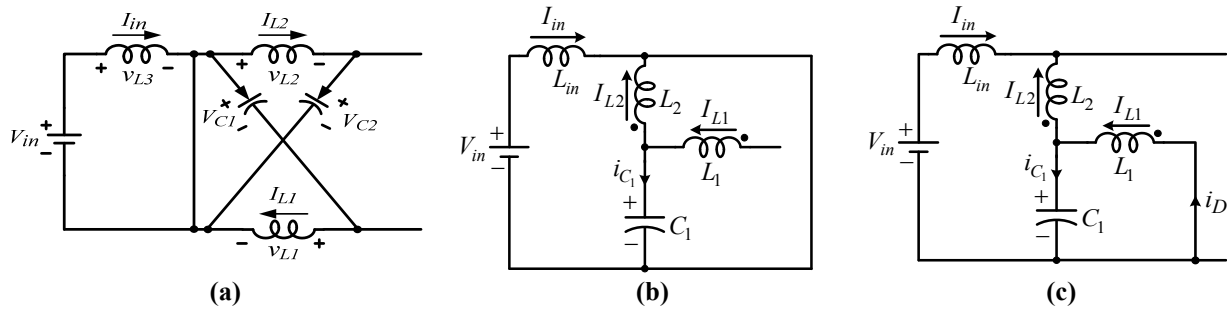 I_in
I_L2
+ v_L3 -
+ v_L2 -
V_in + -
V_C1 + -
V_C2 + -
I_L1
- v_L1 +
(a)
I_in
L_in
I_L2
L_2
I_L1
L_1
V_in + -
i_C1
+ - C_1
(b)
I_in
L_in
I_L2
L_2
I_L1
L_1
V_in + -
i_C1
+ - C_1
i_D
(c)